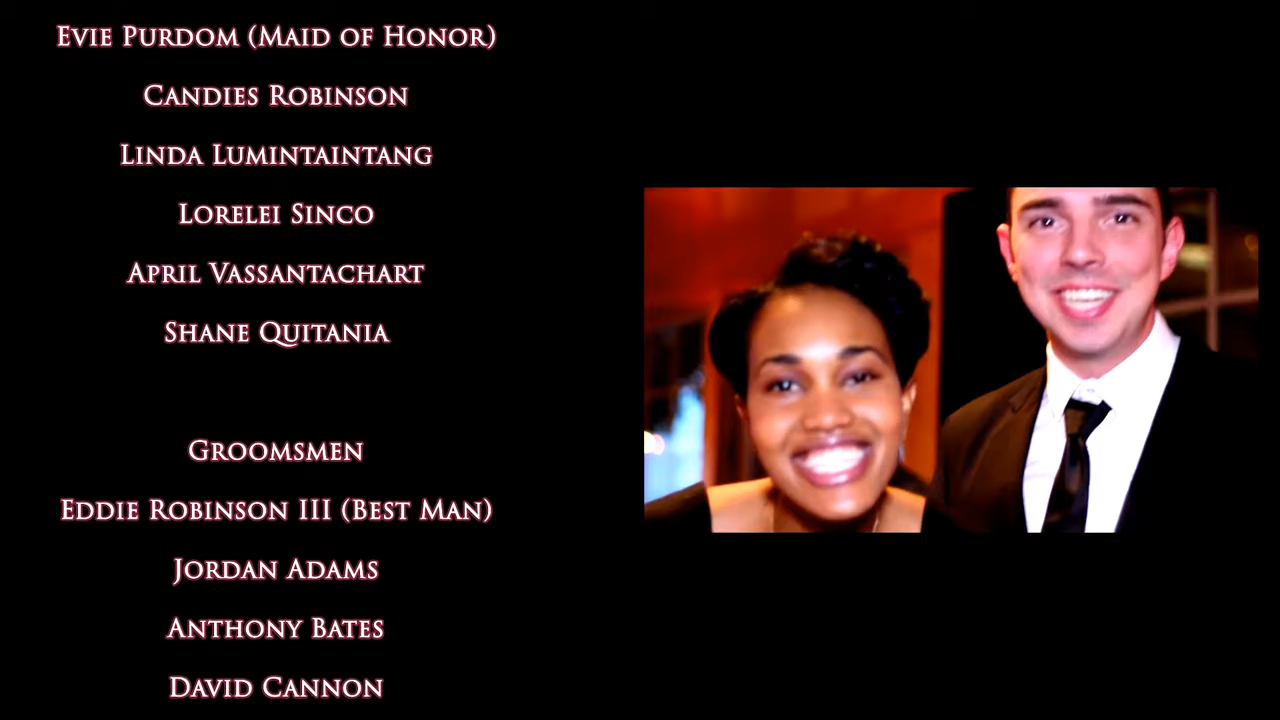 Evie Purdom (Maid of Honor)
Candies Robinson
Linda Lumintaintang
Lorelei Sinco
April Vassantachart
Shane Quitania
Groomsmen
Eddie Robinson III (Best Man)
Jordan Adams
Anthony Bates
David Cannon